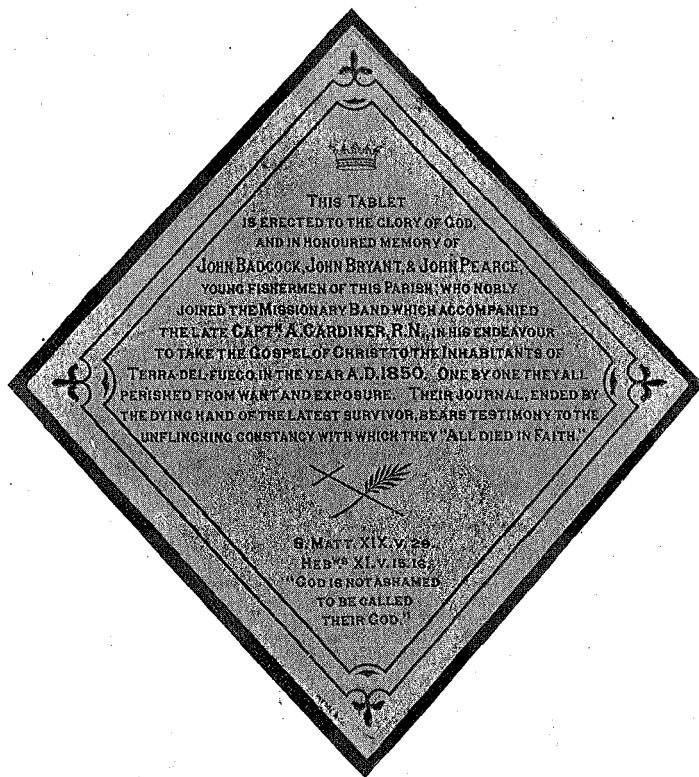 THIS TABLET
IS ERECTED TO THE GLORY OF GOD,
AND IN HONOURED MEMORY OF
JOHN BADCOCK, JOHN BRYANT, & JOHN PEARCE,
YOUNG FISHERMEN OF THIS PARISH, WHO NOBLY
JOINED THE MISSIONARY BAND WHICH ACCOMPANIED
THE LATE CAPTN A. GARDINER, R.N., IN HIS ENDEAVOUR
TO TAKE THE GOSPEL OF CHRIST TO THE INHABITANTS OF
TERRA-DEL-FUEGO, IN THE YEAR A.D. 1850. ONE BY ONE THEY ALL
PERISHED FROM WANT AND EXPOSURE. THEIR JOURNAL, ENDED BY
THE DYING HAND OF THE LATEST SURVIVOR, BEARS TESTIMONY TO THE
UNFLINCHING CONSTANCY WITH WHICH THEY "ALL DIED IN FAITH."
S. MATT. XIX. V. 29.
HEBWS XI. V. 15. 16.
"GOD IS NOT ASHAMED
TO BE CALLED
THEIR GOD."